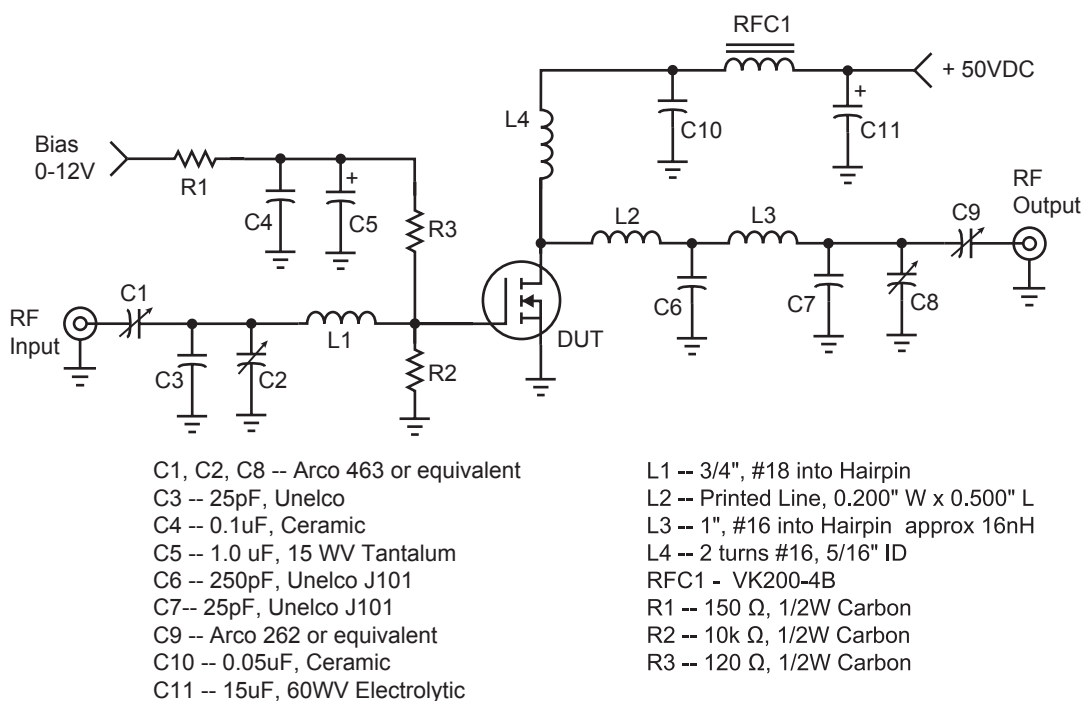 RFC1
+ 50VDC
L4
C10
+
C11
Bias
0-12V
R1
C4
+
C5
R3
L2
L3
C9
RF
Output
C6
C7
C8
RF
Input
C1
L1
DUT
C3
C2
R2
C1, C2, C8 -- Arco 463 or equivalent
C3 -- 25pF, Unelco
C4 -- 0.1uF, Ceramic
C5 -- 1.0 uF, 15 WV Tantalum
C6 -- 250pF, Unelco J101
C7-- 25pF, Unelco J101
C9 -- Arco 262 or equivalent
C10 -- 0.05uF, Ceramic
C11 -- 15uF, 60WV Electrolytic
L1 -- 3/4", #18 into Hairpin
L2 -- Printed Line, 0.200" W x 0.500" L
L3 -- 1", #16 into Hairpin approx 16nH
L4 -- 2 turns #16, 5/16" ID
RFC1 - VK200-4B
R1 -- 150 Ω, 1/2W Carbon
R2 -- 10k Ω, 1/2W Carbon
R3 -- 120 Ω, 1/2W Carbon